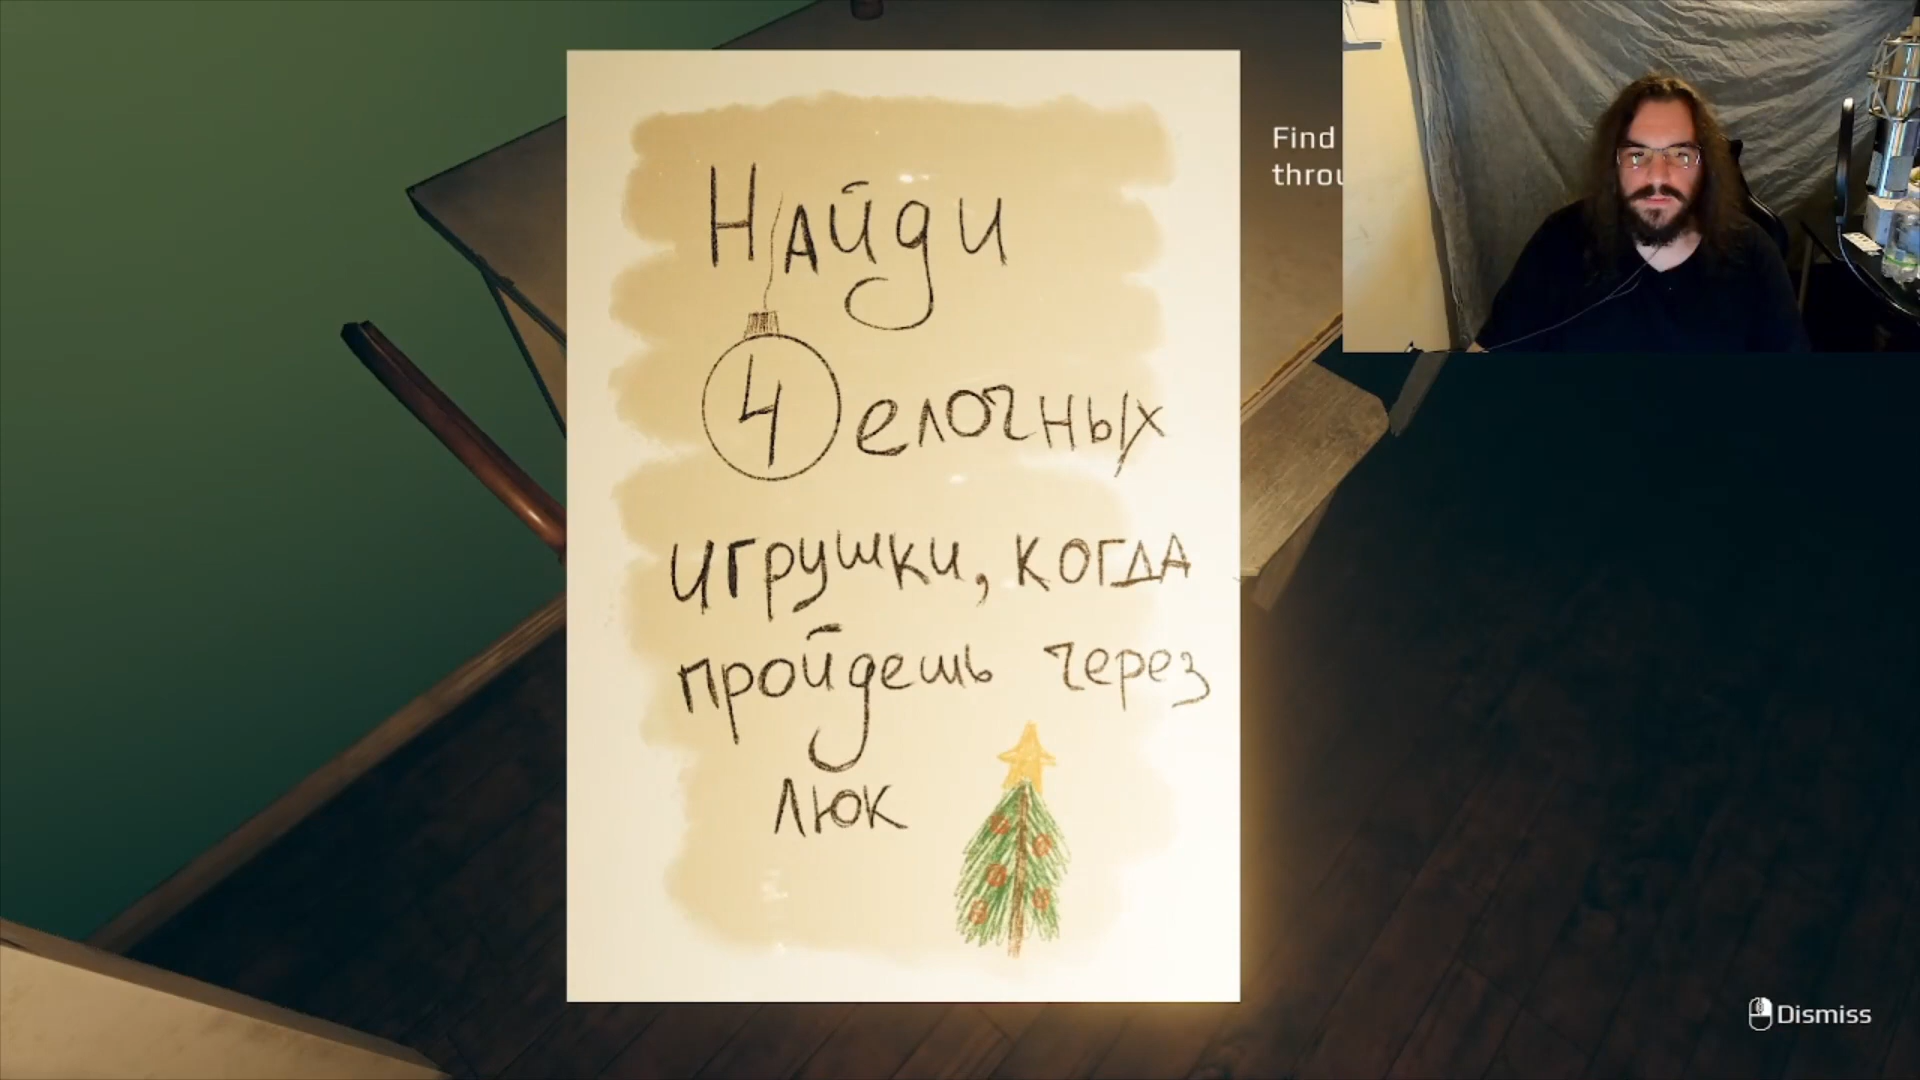 Найди
4 елочных
игрушки, когда
пройдешь через
люк
Find
throu
Dismiss